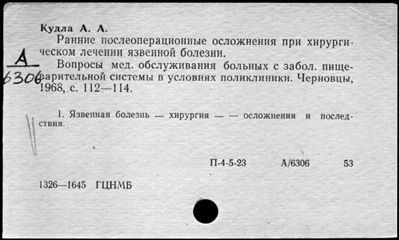 Кудла А. А.
Ранние послеоперационные осложнения при хирурги-
ческом лечении язвенной болезни.
А
6306
Вопросы мед. обслуживания больных с забол. пище-
варительной системы в условиях поликлиники. Черновцы,
1968, с. 112—114.
1. Язвенная болезнь — хирургия — — осложнения и послед-
ствия.
П-4-5-23 А/6306 53
1326—1645 ГЦНМБ